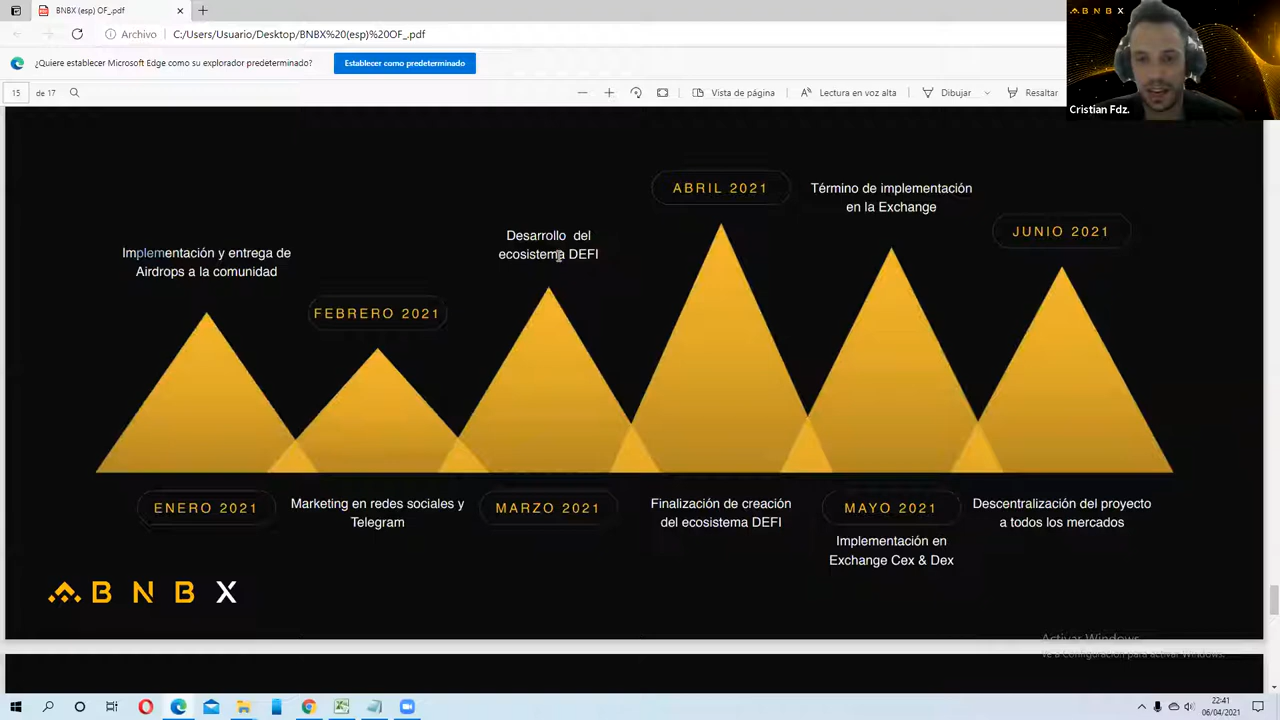 BNBX (esp) OF_.pdf
Archivo
C:/Users/Usuario/Desktop/BNBX%20(esp)%20OF_.pdf
¿Quiere establecer Microsoft Edge como su explorador predeterminado?
Establecer como predeterminado
15
de 17
Vista de página
Lectura en voz alta
Dibujar
Resaltar
B N B X
Cristian Fdz.
ABRIL 2021
Término de implementación
en la Exchange
JUNIO 2021
Desarrollo del
ecosistema DEFI
Implementación y entrega de
Airdrops a la comunidad
FEBRERO 2021
ENERO 2021
Marketing en redes sociales y
Telegram
MARZO 2021
Finalización de creación
del ecosistema DEFI
MAYO 2021
Implementación en
Exchange Cex & Dex
Descentralización del proyecto
a todos los mercados
B N B X
Activar Windows
Ve a Configuración para activar Windows.
22:41
06/04/2021